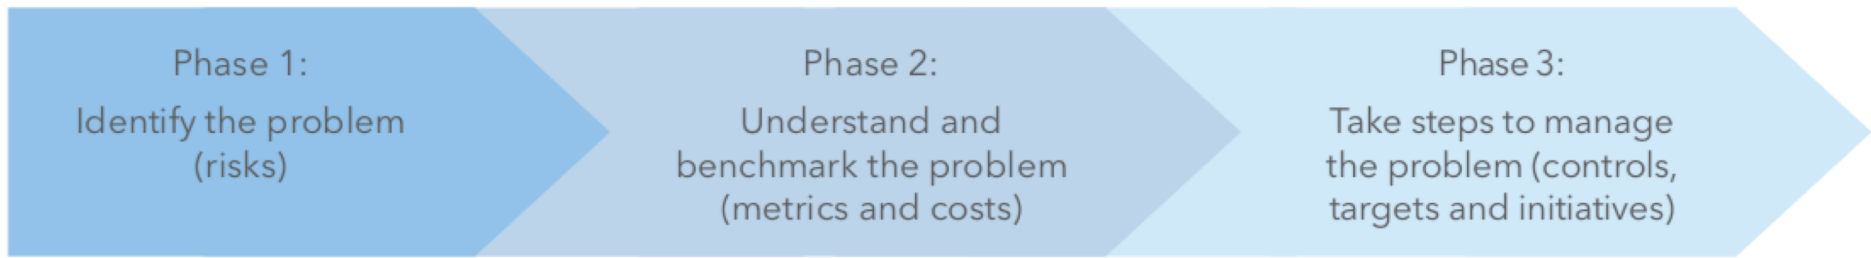 Phase 1:
Identify the problem
(risks)
Phase 2:
Understand and
benchmark the problem
(metrics and costs)
Phase 3:
Take steps to manage
the problem (controls,
targets and initiatives)